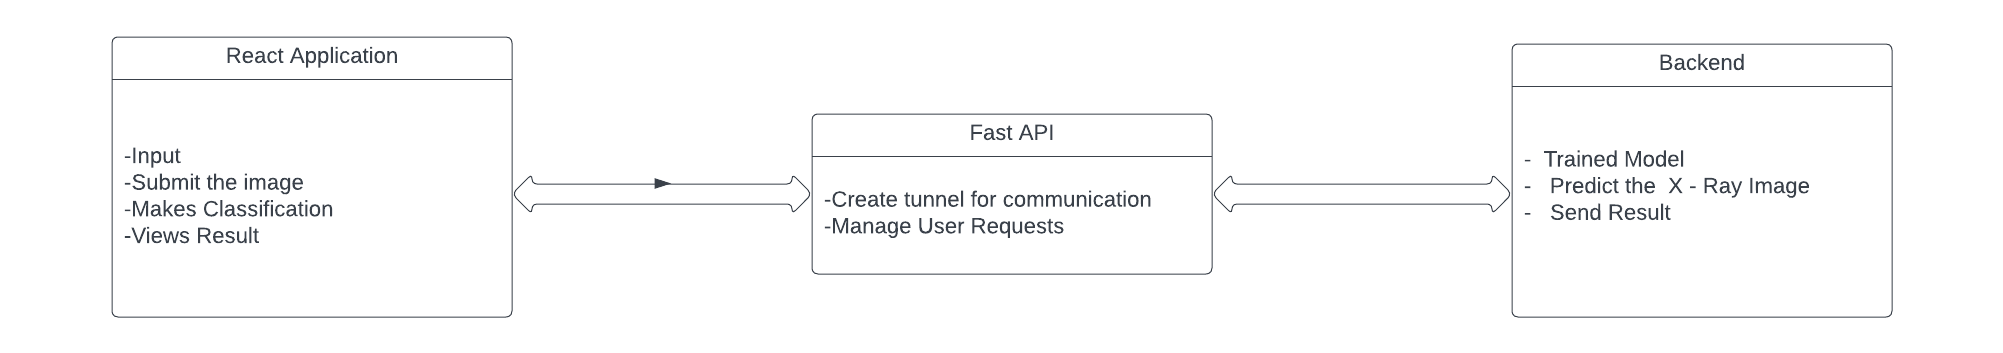 React Application
-Input
-Submit the image
-Makes Classification
-Views Result
Fast API
-Create tunnel for communication
-Manage User Requests
Backend
- Trained Model
- Predict the X - Ray Image
- Send Result